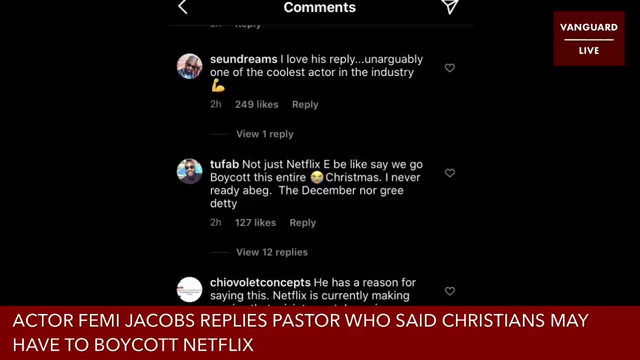 Comments
VANGUARD
LIVE
Reply
seundreams I love his reply...unarguably
one of the coolest actor in the industry
💪
2h 249 likes Reply
View 1 reply
tufab Not just Netflix E be like say we go
Boycott this entire 😂Christmas. I never
ready abeg. The December nor gree
detty
2h 127 likes Reply
View 12 replies
chiovoletconcepts He has a reason for
saying this. Netflix is currently making
ACTOR FEMI JACOBS REPLIES PASTOR WHO SAID CHRISTIANS MAY
HAVE TO BOYCOTT NETFLIX